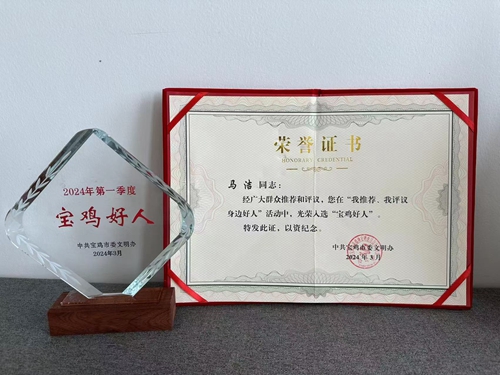 2024年第一季度
宝鸡好人
中共宝鸡市委文明办
2024年3月
荣誉证书
HONORARY CREDENTIAL
马洁 同志：
经广大群众推荐和评议，您在“我推荐、我评议
身边好人”活动中，光荣入选“宝鸡好人”。
特发此证，以资纪念。
中共宝鸡市委文明办
2024年3月